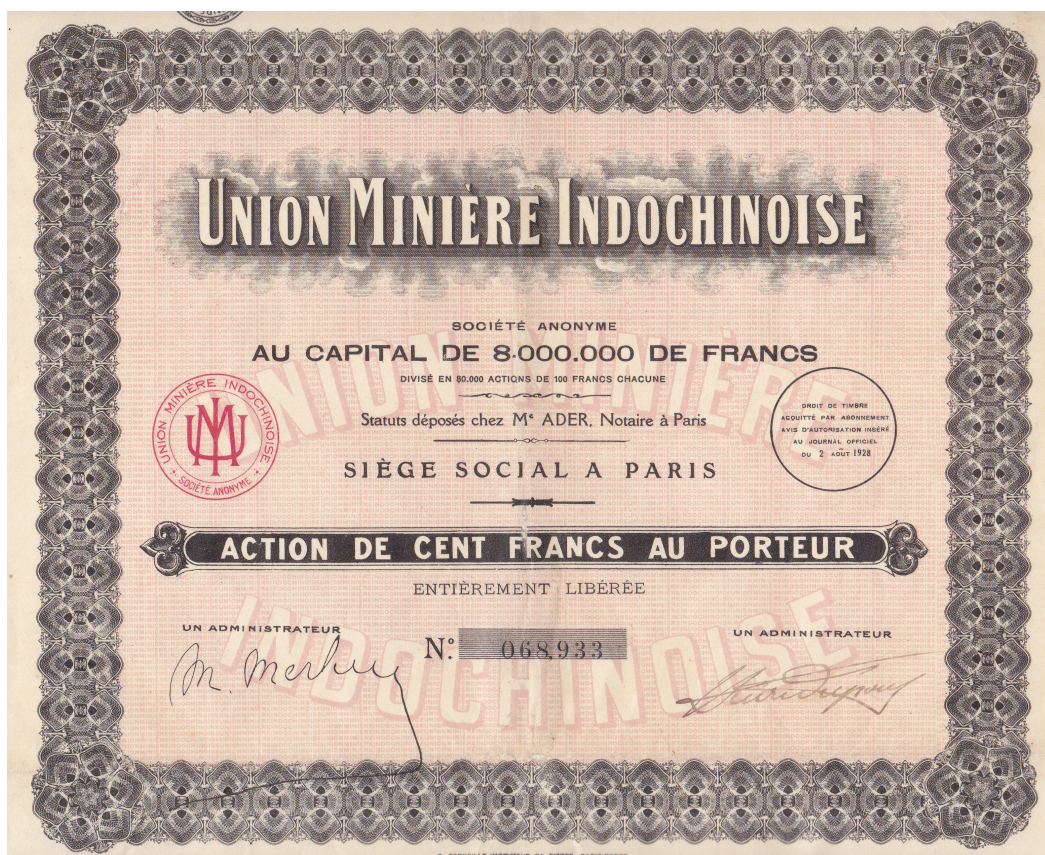 UNION MINIÈRE INDOCHINOISE
SOCIÉTÉ ANONYME
AU CAPITAL DE 8.000.000 DE FRANCS
DIVISÉ EN 80.000 ACTIONS DE 100 FRANCS CHACUNE
Statuts déposés chez Mᵉ ADER, Notaire à Paris
SIÈGE SOCIAL A PARIS
UNION MINIÈRE INDOCHINOISE
SOCIÉTÉ ANONYME
DROIT DE TIMBRE
ACQUITTÉ PAR ABONNEMENT
AVIS D'AUTORISATION INSÉRÉ
AU JOURNAL OFFICIEL
DU 2 AOÛT 1928
ACTION DE CENT FRANCS AU PORTEUR
ENTIÈREMENT LIBÉRÉE
UN ADMINISTRATEUR
N.º 068,933
UN ADMINISTRATEUR
UNION MINIÈRE
INDOCHINOISE